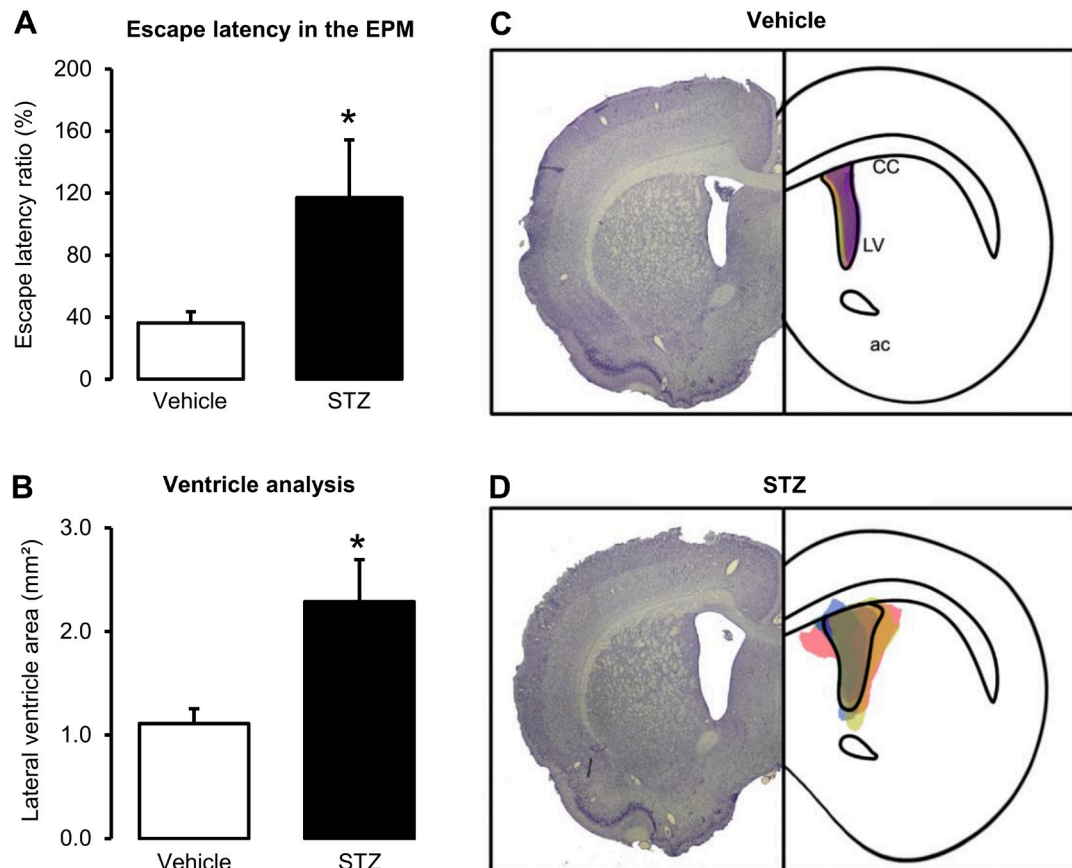 A
Escape latency in the EPM
Escape latency ratio (%)
200
160
120
80
40
0
*
Vehicle
STZ
B
Ventricle analysis
Lateral ventricle area (mm²)
3.0
2.0
1.0
0.0
*
Vehicle
STZ
C
Vehicle
CC
LV
ac
D
STZ